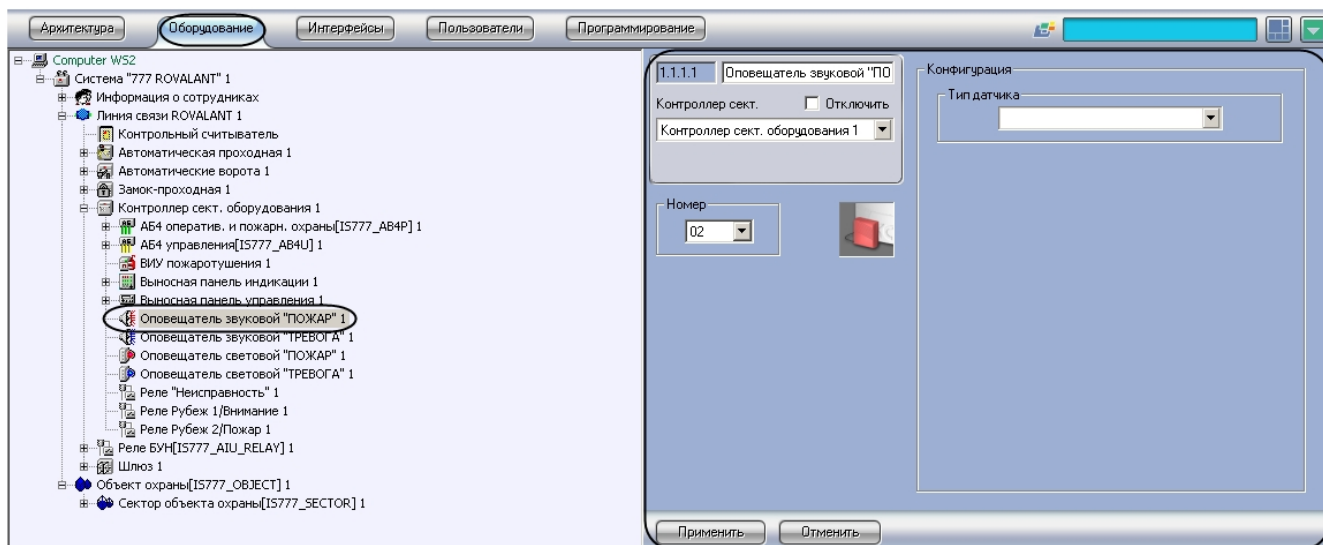 Архитектура Оборудование Интерфейсы Пользователи Программирование
Computer WS2
Система "777 ROVALANT" 1
Информация о сотрудниках
Линия связи ROVALANT 1
Контрольный считыватель
Автоматическая проходная 1
Автоматические ворота 1
Замок-проходная 1
Контроллер сект. оборудования 1
АБ4 оператив. и пожарн. охраны[IS777_AB4P] 1
АБ4 управления[IS777_AB4U] 1
ВИУ пожаротушения 1
Выносная панель индикации 1
Выносная панель управления 1
Оповещатель звуковой "ПОЖАР" 1
Оповещатель звуковой "ТРЕВОГА" 1
Оповещатель световой "ПОЖАР" 1
Оповещатель световой "ТРЕВОГА" 1
Реле "Неисправность" 1
Реле Рубеж 1/Внимание 1
Реле Рубеж 2/Пожар 1
Реле БУН[IS777_AIU_RELAY] 1
Шлюз 1
Объект охраны[IS777_OBJECT] 1
Сектор объекта охраны[IS777_SECTOR] 1
1.1.1.1 Оповещатель звуковой "ПО
Контроллер сект. Отключить
Контроллер сект. оборудования 1
Номер
02
Конфигурация
Тип датчика
Применить Отменить